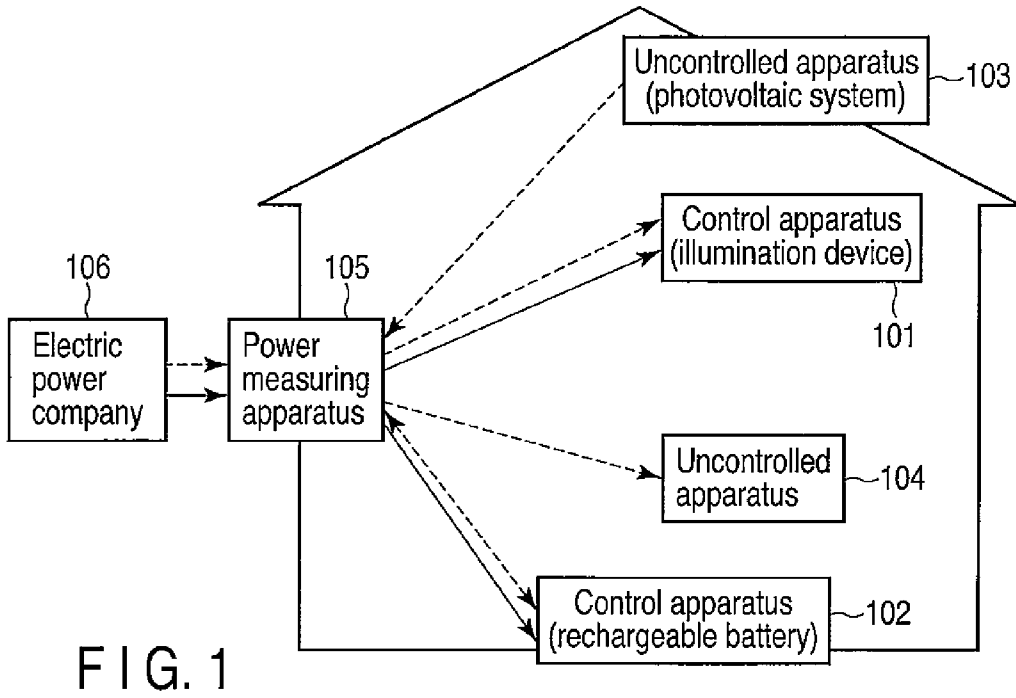 Uncontrolled apparatus
(photovoltaic system)
103
Control apparatus
(illumination device)
101
106
105
Electric
power
company
Power
measuring
apparatus
Uncontrolled
apparatus
104
Control apparatus
(rechargeable battery)
102
FIG. 1